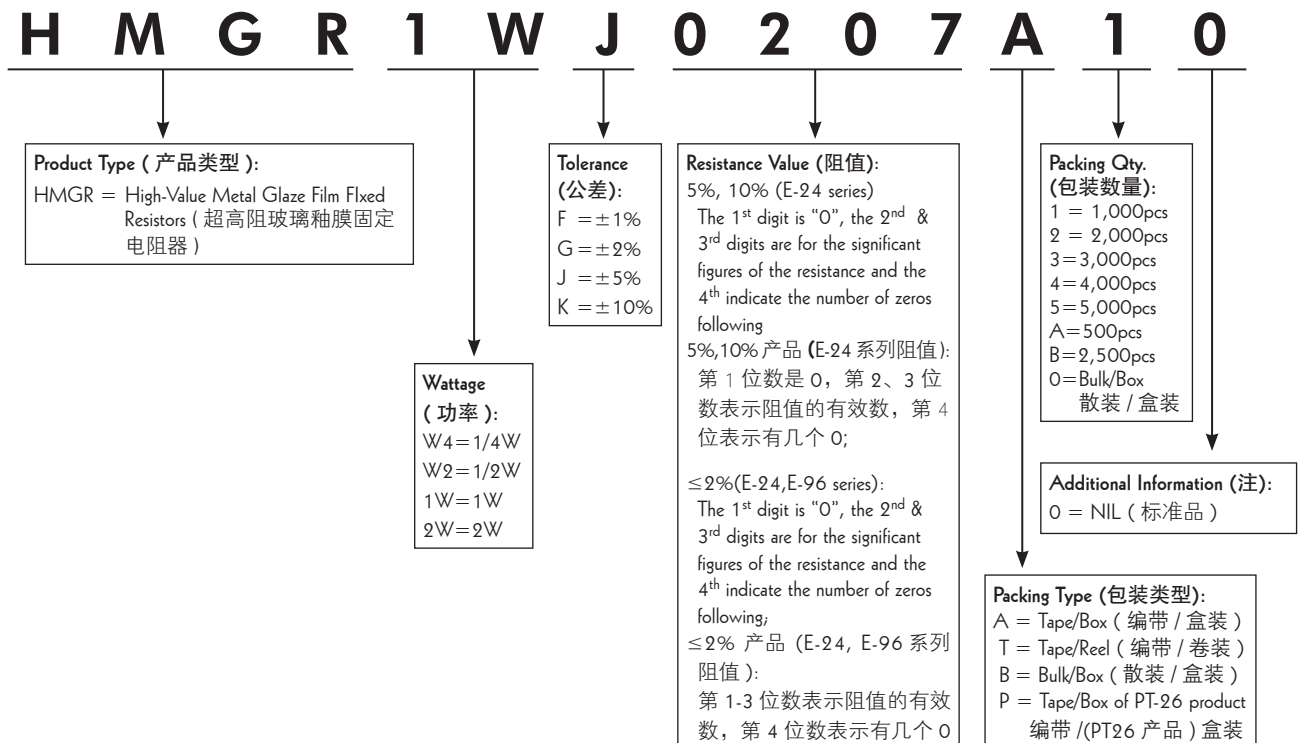 H M G R 1 W J 0 2 0 7 A 1 0
Product Type ( 产品类型 ):
HMGR = High-Value Metal Glaze Film FIxed
Resistors ( 超高阻玻璃釉膜固定
电阻器 )
Wattage
( 功率 ):
W4=1/4W
W2=1/2W
1W=1W
2W=2W
Tolerance
(公差):
F =±1%
G=±2%
J =±5%
K =±10%
Resistance Value (阻值):
5%, 10% (E-24 series)
The 1st digit is “0”, the 2nd &
3rd digits are for the significant
figures of the resistance and the
4th indicate the number of zeros
following
5%,10% 产品 (E-24 系列阻值):
第 1 位数是 0，第 2、3 位
数表示阻值的有效数，第 4
位表示有几个 0;
≤2%(E-24,E-96 series):
The 1st digit is “0”, the 2nd &
3rd digits are for the significant
figures of the resistance and the
4th indicate the number of zeros
following;
≤2% 产品 (E-24, E-96 系列
阻值 ):
第 1-3 位数表示阻值的有效
数，第 4 位数表示有几个 0
Packing Qty.
(包装数量):
1 = 1,000pcs
2 = 2,000pcs
3=3,000pcs
4=4,000pcs
5=5,000pcs
A=500pcs
B=2,500pcs
0=Bulk/Box
散装 / 盒装
Additional Information (注):
0 = NIL ( 标准品 )
Packing Type (包装类型):
A = Tape/Box ( 编带 / 盒装 )
T = Tape/Reel ( 编带 / 卷装 )
B = Bulk/Box ( 散装 / 盒装 )
P = Tape/Box of PT-26 product
编带 /(PT26 产品 ) 盒装